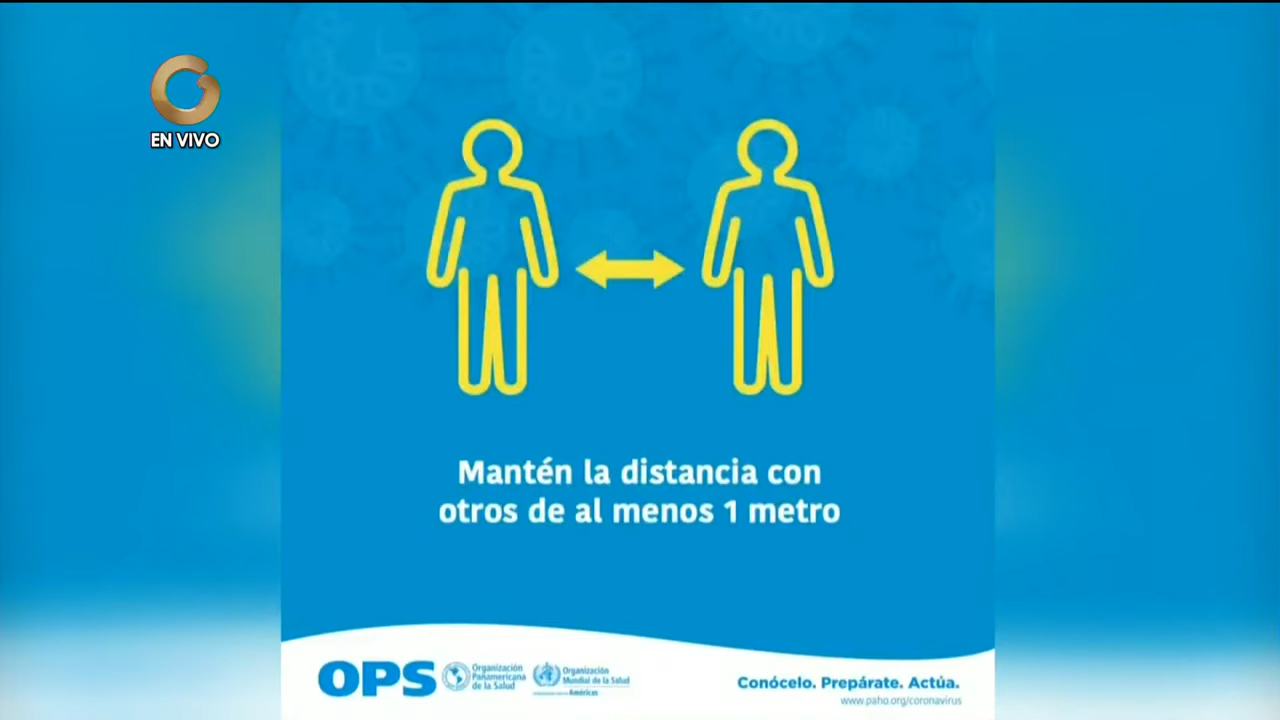 EN VIVO
Mantén la distancia con
otros de al menos 1 metro
OPS
Organización
Panamericana
de la Salud
Organización
Mundial de la Salud
Américas
Conócelo. Prepárate. Actúa.
www.paho.org/coronavirus